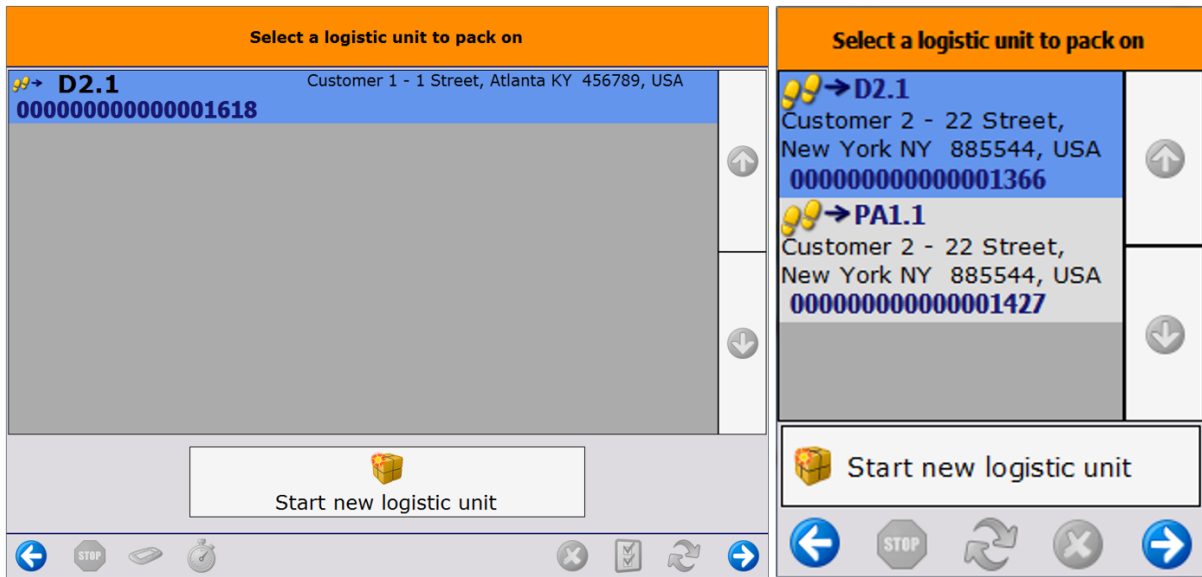 Select a logistic unit to pack on
D2.1 Customer 1 - 1 Street, Atlanta KY  456789, USA
000000000000001618
Start new logistic unit
STOP
Select a logistic unit to pack on
D2.1
Customer 2 - 22 Street,
New York NY  885544, USA
000000000000001366
PA1.1
Customer 2 - 22 Street,
New York NY  885544, USA
000000000000001427
Start new logistic unit
STOP